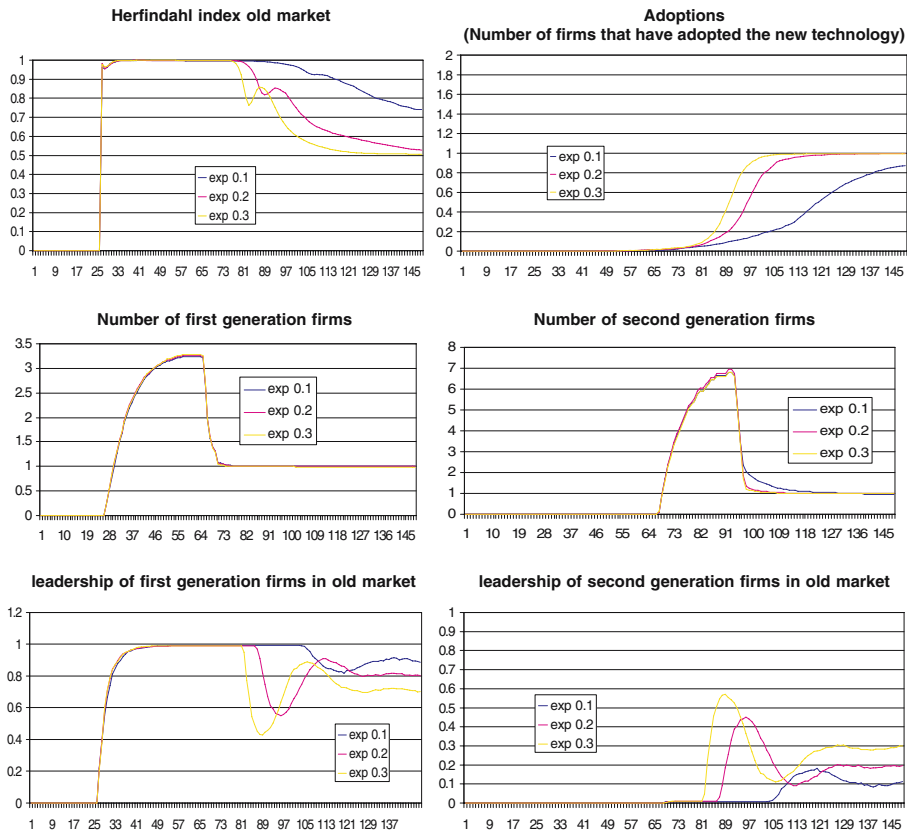 Herfindahl index old market
1
0.9
0.8
0.7
0.6
0.5
0.4
0.3
0.2
0.1
0
exp 0.1
exp 0.2
exp 0.3
1 9 17 25 33 41 49 57 65 73 81 89 97 105 113 121 129 137 145
Adoptions
(Number of firms that have adopted the new technology)
2
1.8
1.6
1.4
1.2
1
0.8
0.6
0.4
0.2
0
exp 0.1
exp 0.2
exp 0.3
1 9 17 25 33 41 49 57 65 73 81 89 97 105 113 121 129 137 145
Number of first generation firms
3.5
3
2.5
2
1.5
1
0.5
0
exp 0.1
exp 0.2
exp 0.3
1 10 19 28 37 46 55 64 73 82 91 100 109 118 127 136 145
Number of second generation firms
8
7
6
5
4
3
2
1
0
exp 0.1
exp 0.2
exp 0.3
1 10 19 28 37 46 55 64 73 82 91 100 109 118 127 136 145
leadership of first generation firms in old market
1.2
1
0.8
0.6
0.4
0.2
0
exp 0.1
exp 0.2
exp 0.3
1 9 17 25 33 41 49 57 65 73 81 89 97 105 113 121 129 137
leadership of second generation firms in old market
1
0.9
0.8
0.7
0.6
0.5
0.4
0.3
0.2
0.1
0
exp 0.1
exp 0.2
exp 0.3
1 9 17 25 33 41 49 57 65 73 81 89 97 105 113 121 129 137 145